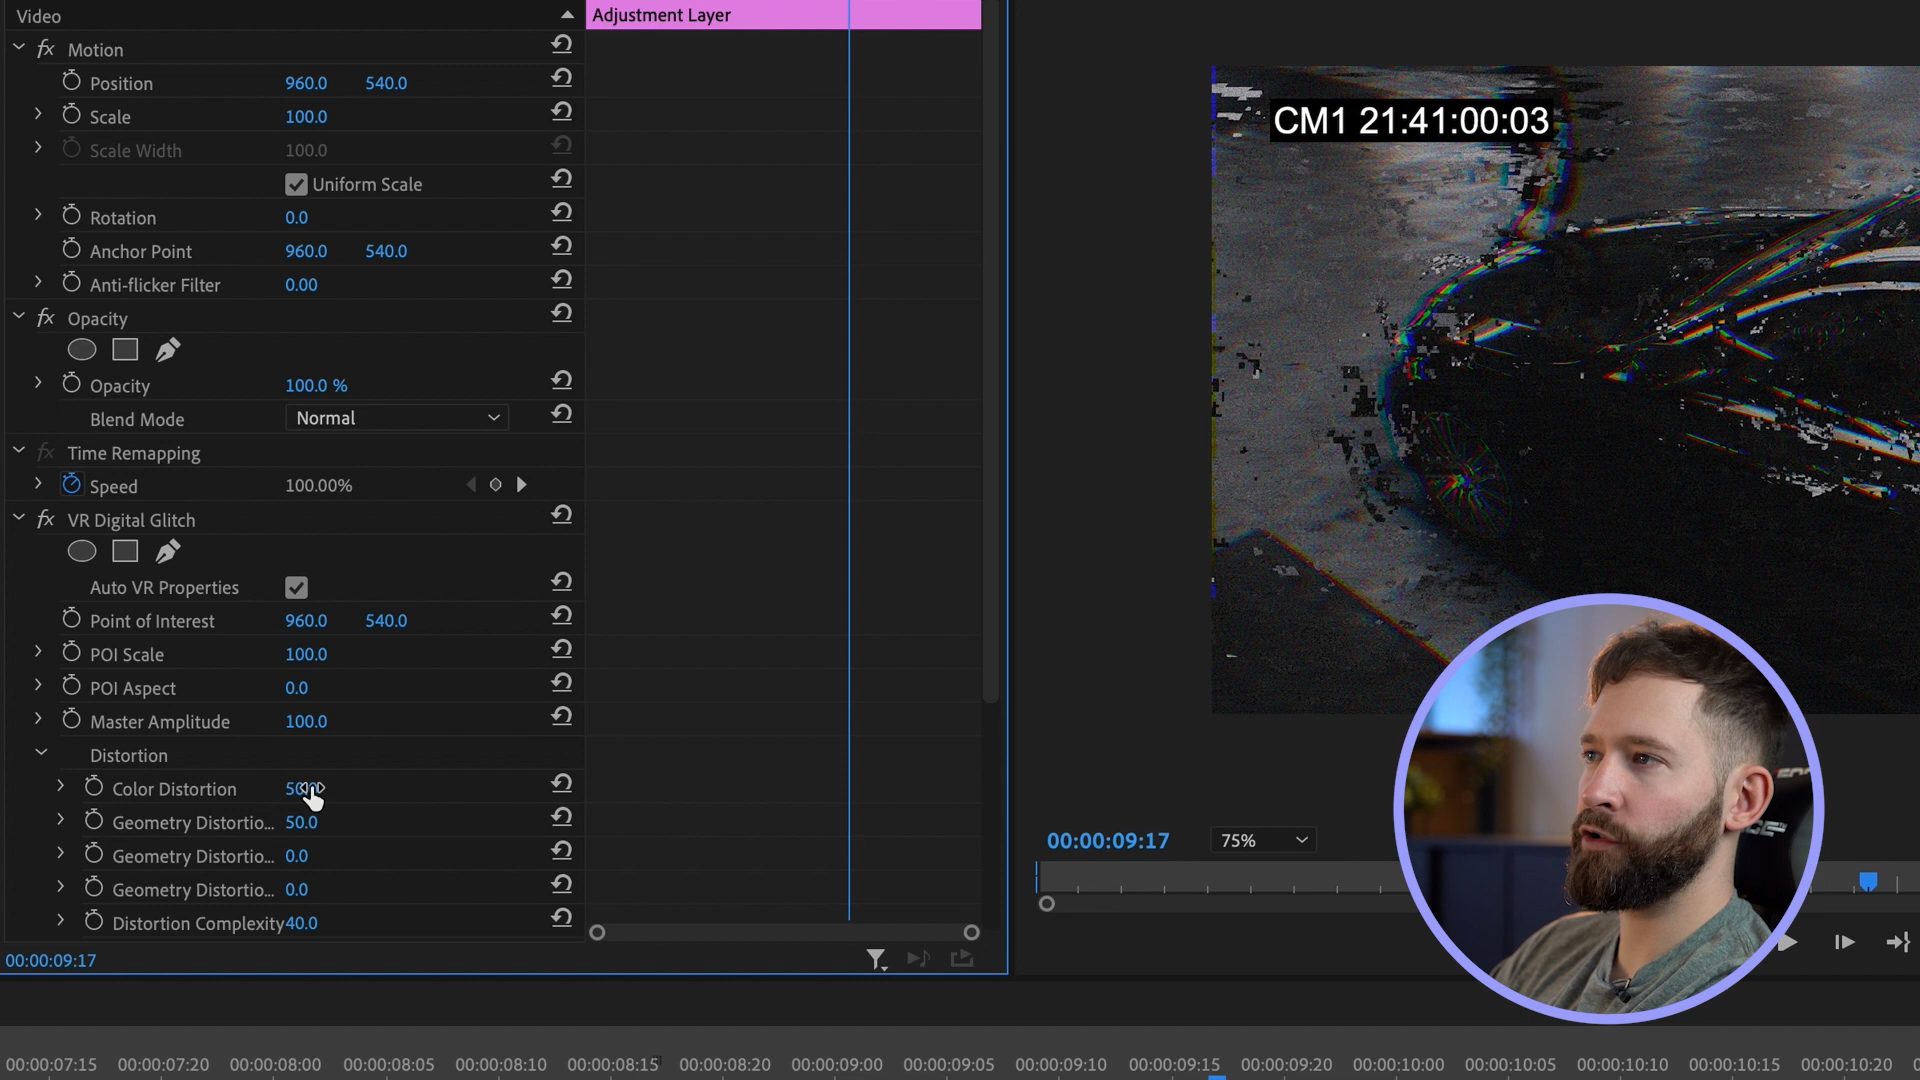 Video
Adjustment Layer
fx Motion
Position 960.0 540.0
Scale 100.0
Scale Width 100.0
Uniform Scale
Rotation 0.0
Anchor Point 960.0 540.0
Anti-flicker Filter 0.00
fx Opacity
Opacity 100.0 %
Blend Mode Normal
fx Time Remapping
Speed 100.00%
fx VR Digital Glitch
Auto VR Properties
Point of Interest 960.0 540.0
POI Scale 100.0
POI Aspect 0.0
Master Amplitude 100.0
Distortion
Color Distortion
Geometry Distortio... 50.0
Geometry Distortio... 0.0
Geometry Distortio... 0.0
Distortion Complexity 40.0
00:00:09:17
CM1 21:41:00:03
00:00:09:17 75%
00:00:07:15 00:00:07:20 00:00:08:00 00:00:08:05 00:00:08:10 00:00:08:15 00:00:08:20 00:00:09:00 00:00:09:05 00:00:09:10 00:00:09:15 00:00:09:20 00:00:10:00 00:00:10:05 00:00:10:10 00:00:10:15 00:00:10:20